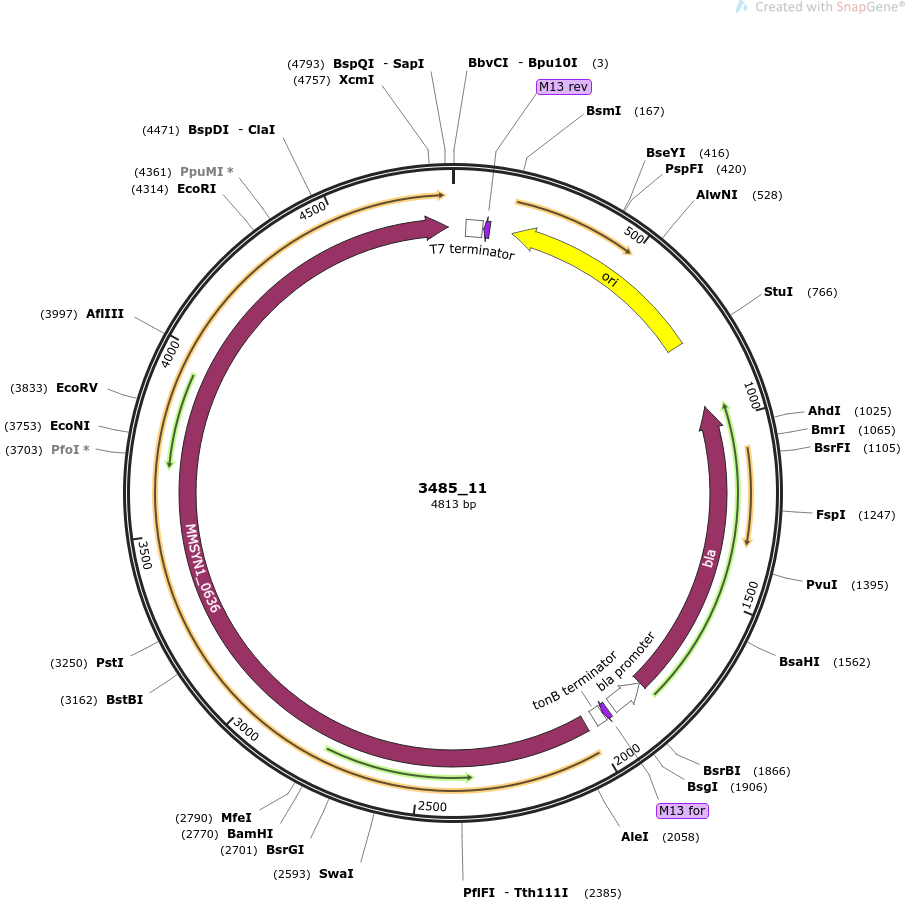 Created with SnapGene®
(4793) BspQI - SapI
BbvCI - Bpu10I (3)
(4757) XcmI
M13 rev
BsmI (167)
(4471) BspDI - ClaI
BseYI (416)
(4361) PpuMI *
PspFI (420)
(4314) EcoRI
AlwNI (528)
4500
500
T7 terminator
ori
StuI (766)
(3997) AflIII
4000
(3833) EcoRV
1000
AhdI (1025)
(3753) EcoNI
BmrI (1065)
(3703) PfoI *
BsrFI (1105)
3485_11
4813 bp
FspI (1247)
3500
MMSYN1_0636
bla
PvuI (1395)
1500
(3250) PstI
BsaHI (1562)
(3162) BstBI
tonB terminator
bla promoter
3000
2000
BsrBI (1866)
BsgI (1906)
2500
M13 for
(2790) MfeI
(2770) BamHI
AleI (2058)
(2701) BsrGI
(2593) SwaI
PflFI - Tth111I (2385)